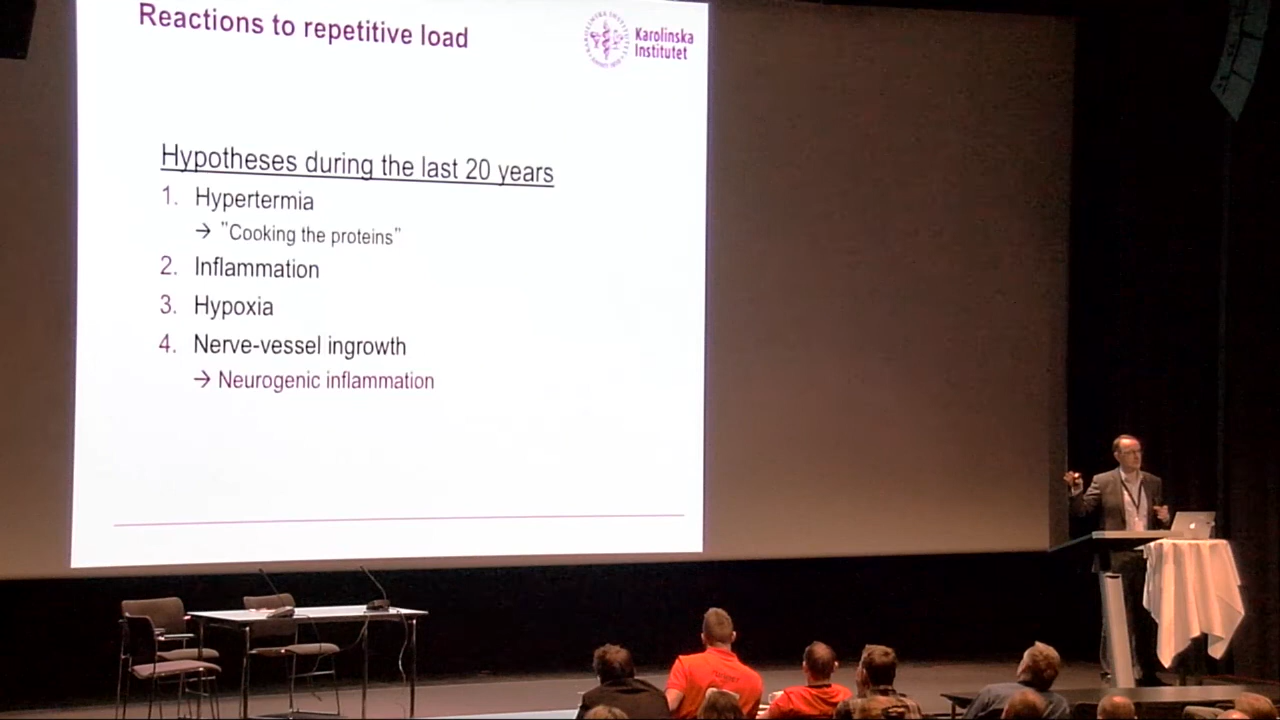 Reactions to repetitive load
Karolinska
Institutet
Hypotheses during the last 20 years
1. Hypertermia
→ "Cooking the proteins"
2. Inflammation
3. Hypoxia
4. Nerve-vessel ingrowth
→ Neurogenic inflammation